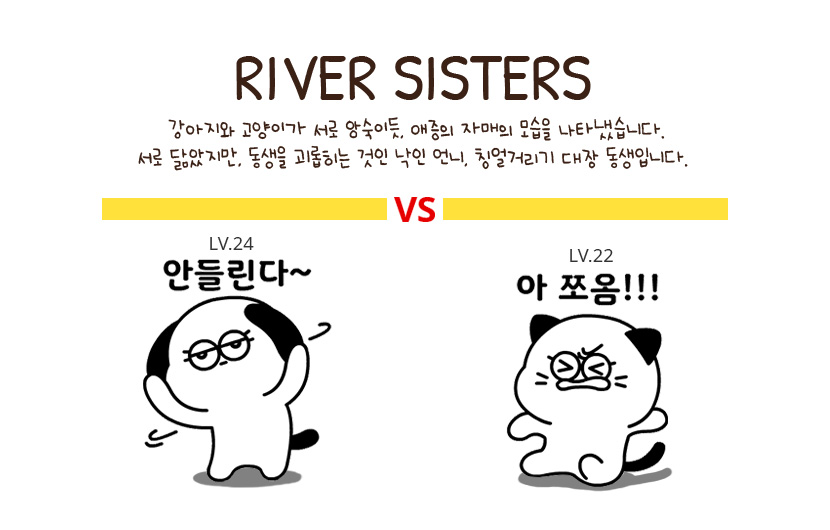 RIVER SISTERS
강아지와 고양이가 서로 앙숙이듯, 애증의 자매의 모습을 나타냈습니다.
서로 닮았지만, 동생을 괴롭히는 것인 낙인 언니, 칭얼거리기 대장 동생입니다.
VS
LV.24
안들린다~
LV.22
아 쪼옴!!!